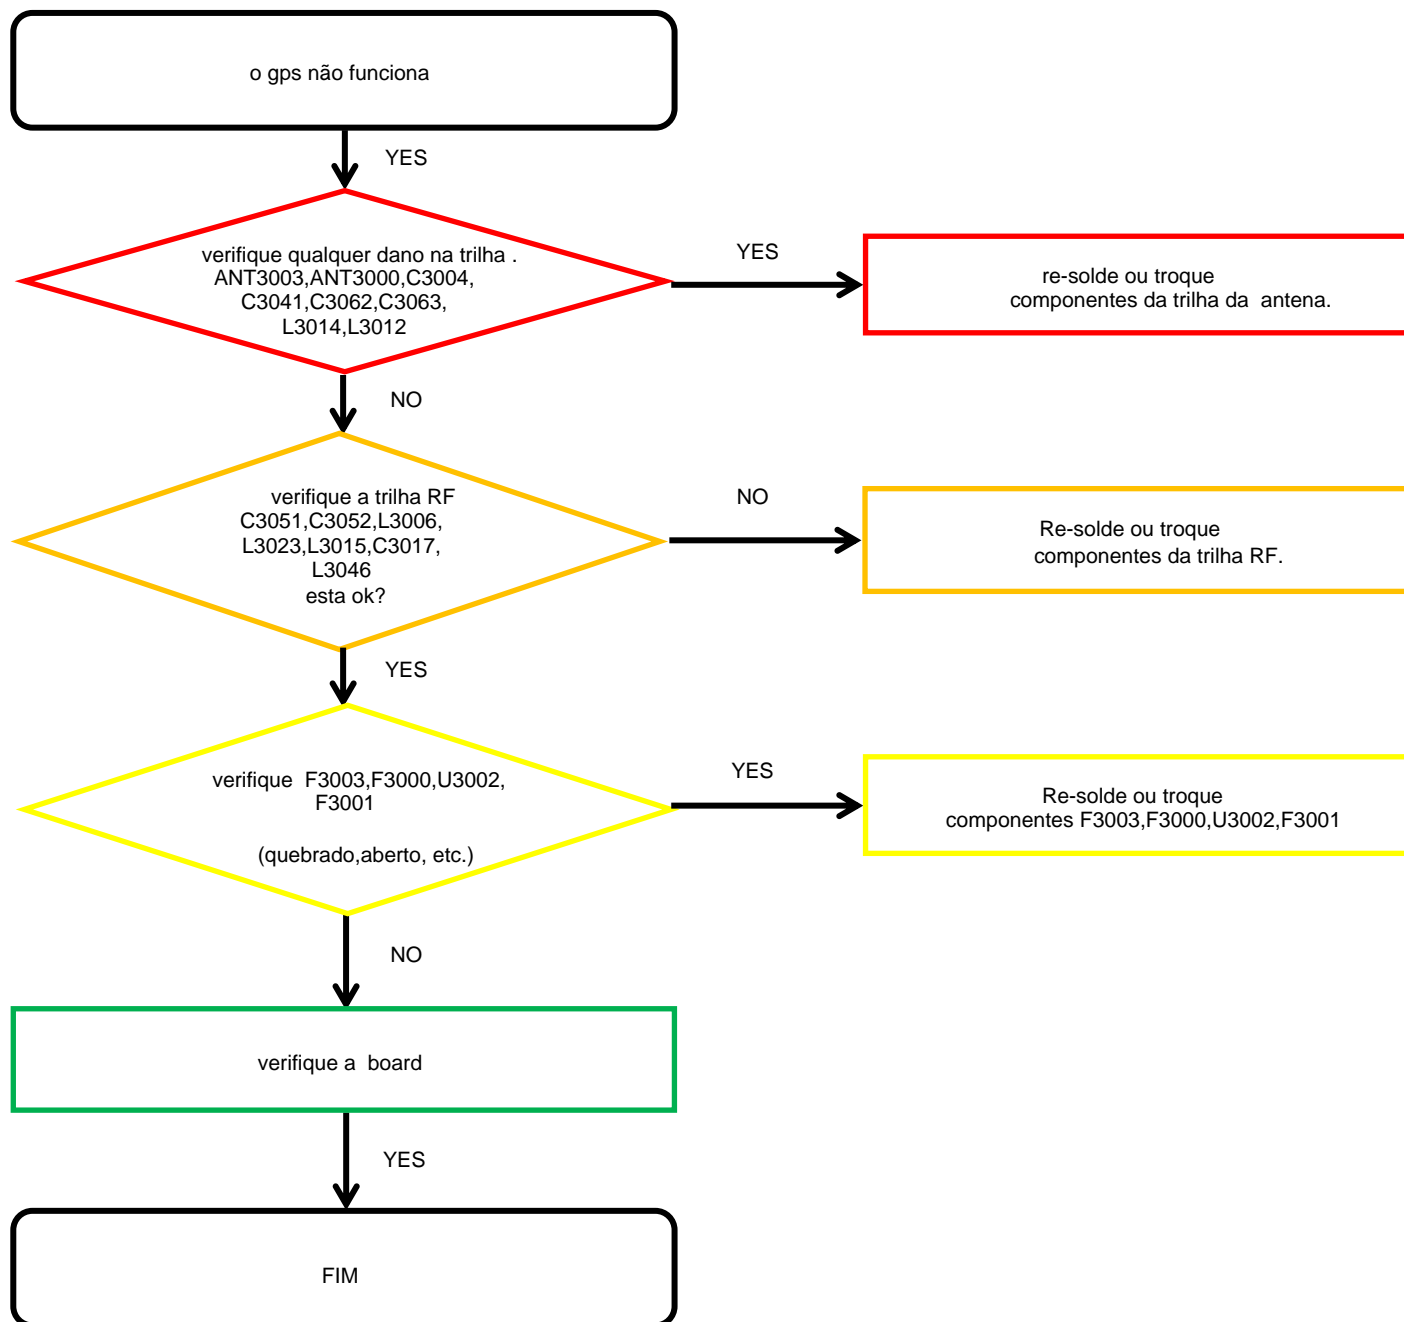 o gps não funciona
YES
verifique qualquer dano na trilha .
ANT3003,ANT3000,C3004,
C3041,C3062,C3063,
L3014,L3012
YES
re-solde ou troque
componentes da trilha da  antena.
NO
verifique a trilha RF
C3051,C3052,L3006,
L3023,L3015,C3017,
L3046
esta ok?
NO
Re-solde ou troque
componentes da trilha RF.
YES
verifique  F3003,F3000,U3002,
F3001
(quebrado,aberto, etc.)
YES
Re-solde ou troque
componentes F3003,F3000,U3002,F3001
NO
verifique a  board
YES
FIM